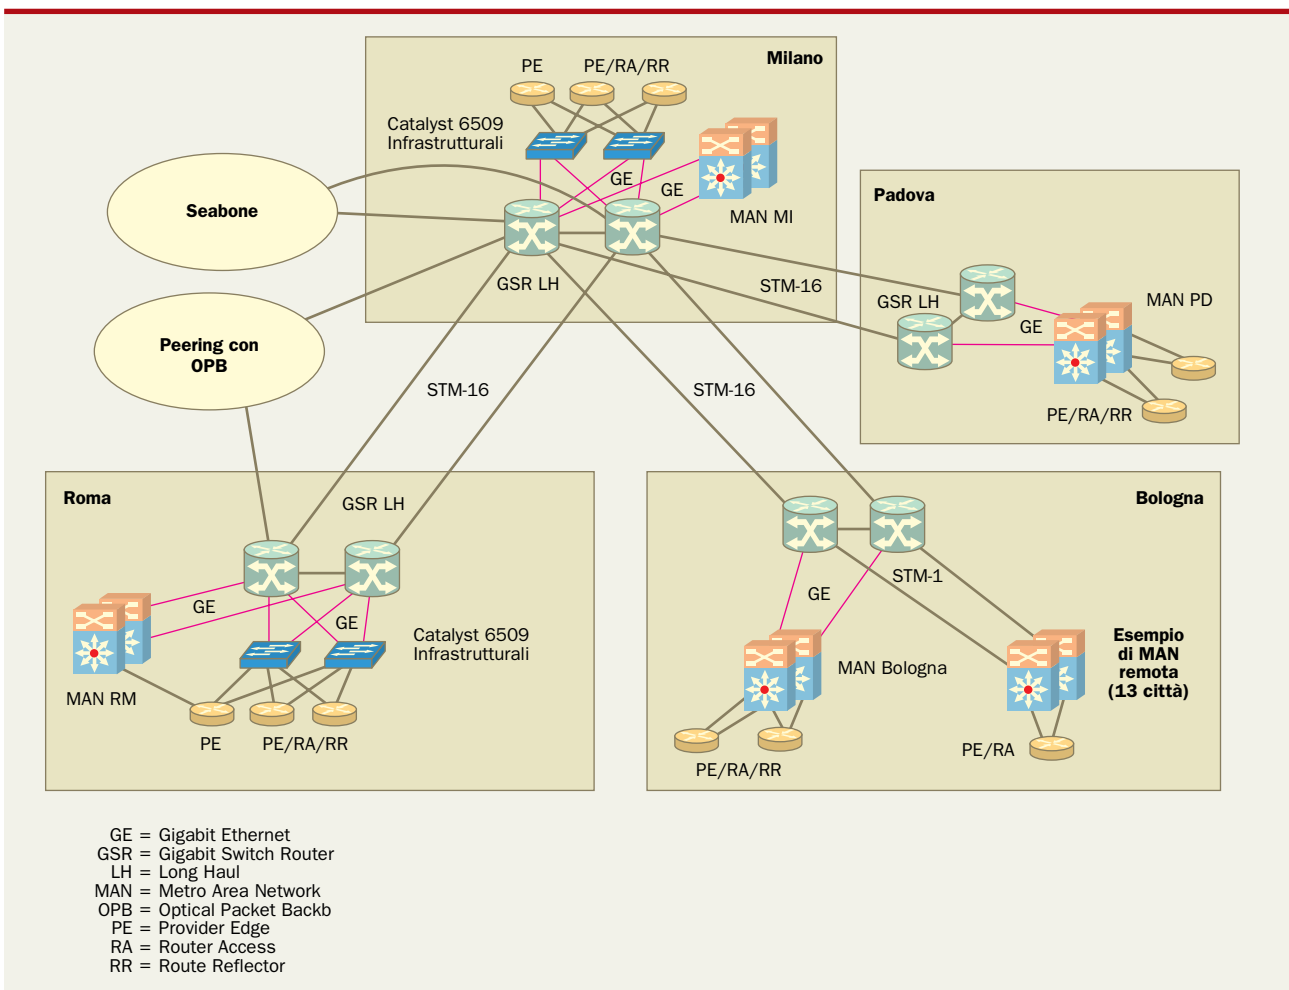 Milano
PE
PE/RA/RR
Catalyst 6509
Infrastrutturali
GE
GE
MAN MI
Seabone
GSR LH
Padova
STM-16
GSR LH
MAN PD
GE
PE/RA/RR
Peering con
OPB
STM-16
STM-16
Roma
GSR LH
GE
GE
Catalyst 6509
Infrastrutturali
MAN RM
PE
PE/RA/RR
Bologna
STM-1
GE
MAN Bologna
Esempio
di MAN
remota
(13 città)
PE/RA/RR
PE/RA
GE = Gigabit Ethernet
GSR = Gigabit Switch Router
LH = Long Haul
MAN = Metro Area Network
OPB = Optical Packet Backb
PE = Provider Edge
RA = Router Access
RR = Route Reflector